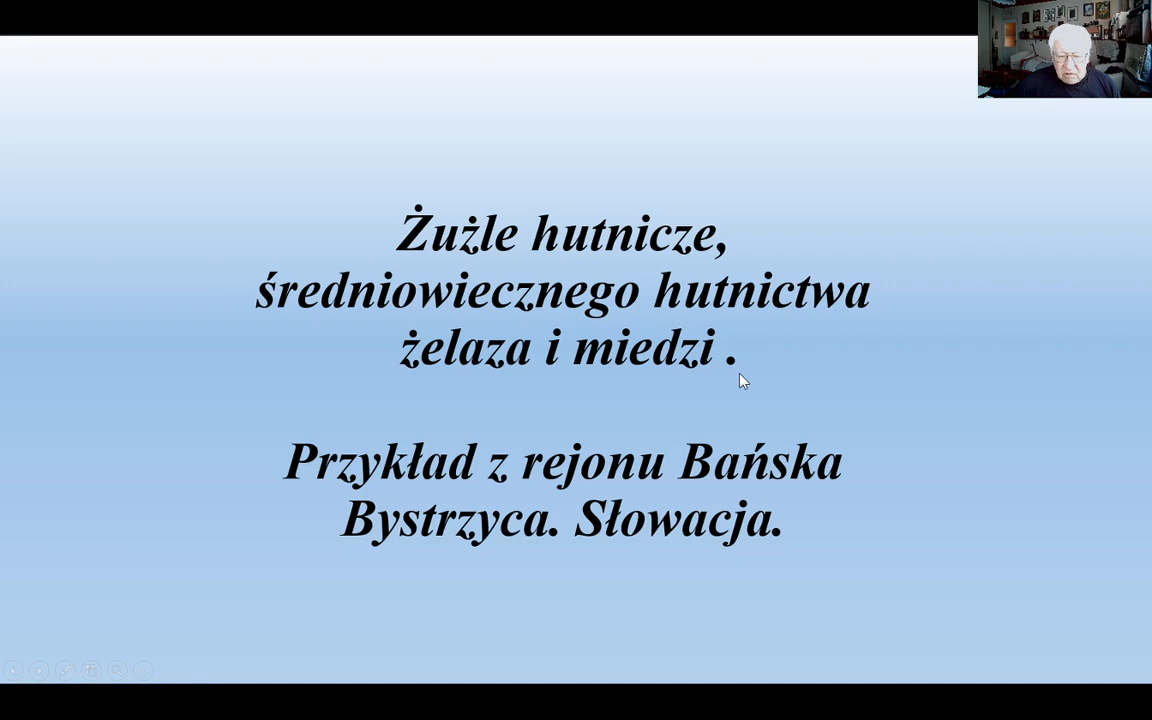 Żużle hutnicze,
średniowiecznego hutnictwa
żelaza i miedzi .
Przykład z rejonu Bańska
Bystrzyca. Słowacja.